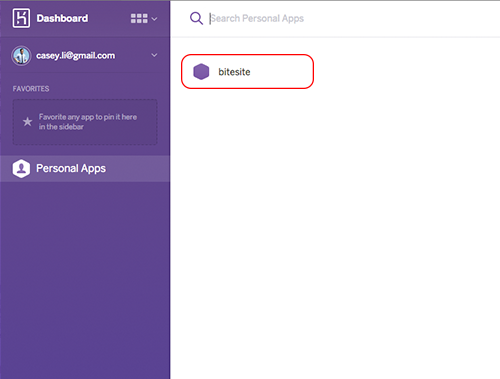 Dashboard
casey.li@gmail.com
FAVORITES
Favorite any app to pin it here
in the sidebar
Personal Apps
Search Personal Apps
bitesite